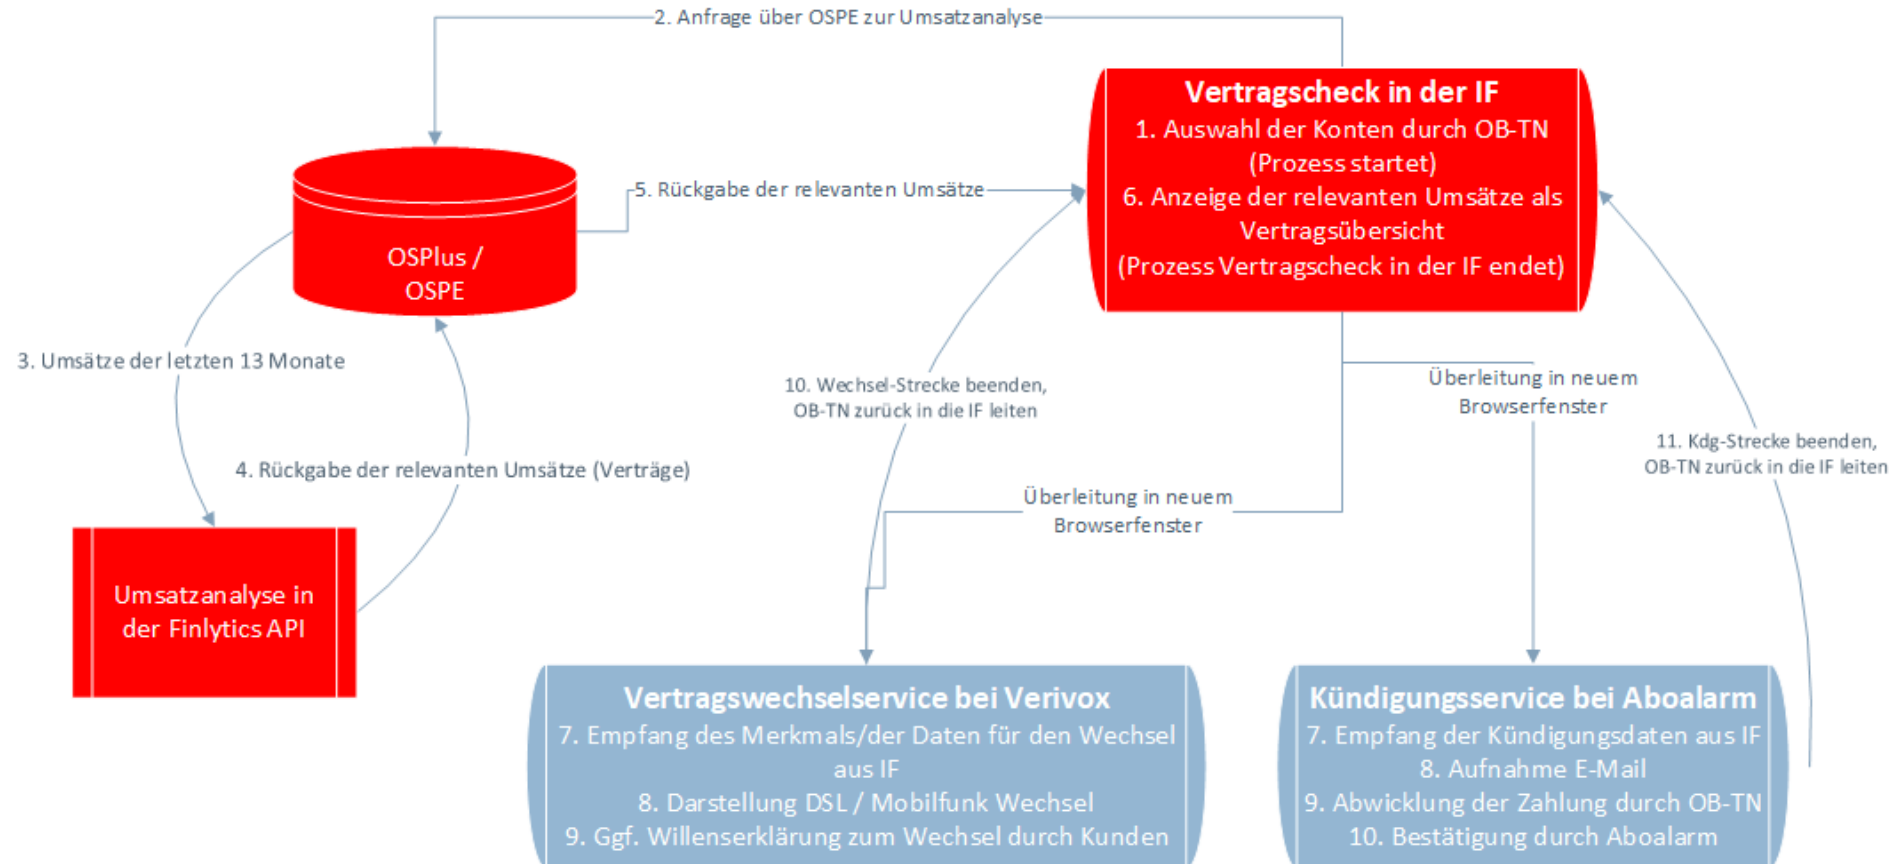 2. Anfrage über OSPE zur Umsatzanalyse
Vertragscheck in der IF
1. Auswahl der Konten durch OB-TN
(Prozess startet)
6. Anzeige der relevanten Umsätze als
Vertragsübersicht
(Prozess Vertragscheck in der IF endet)
5. Rückgabe der relevanten Umsätze
OSPlus /
OSPE
3. Umsätze der letzten 13 Monate
4. Rückgabe der relevanten Umsätze (Verträge)
10. Wechsel-Strecke beenden,
OB-TN zurück in die IF leiten
Überleitung in neuem
Browserfenster
11. Kdg-Strecke beenden,
OB-TN zurück in die IF leiten
Überleitung in neuem
Browserfenster
Umsatzanalyse in
der Finlytics API
Vertragswechselservice bei Verivox
7. Empfang des Merkmals/der Daten für den Wechsel
aus IF
8. Darstellung DSL / Mobilfunk Wechsel
9. Ggf. Willenserklärung zum Wechsel durch Kunden
Kündigungsservice bei Aboalarm
7. Empfang der Kündigungsdaten aus IF
8. Aufnahme E-Mail
9. Abwicklung der Zahlung durch OB-TN
10. Bestätigung durch Aboalarm